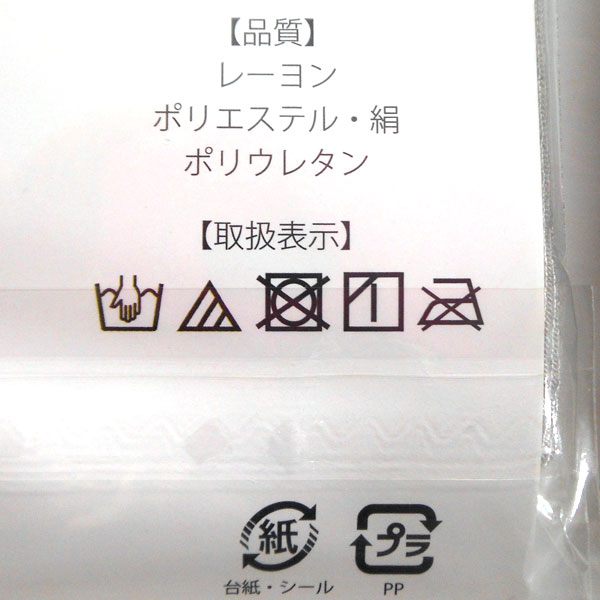 【品質】
レーヨン
ポリエステル・絹
ポリウレタン
【取扱表示】
紙
プラ
台紙・シール
PP